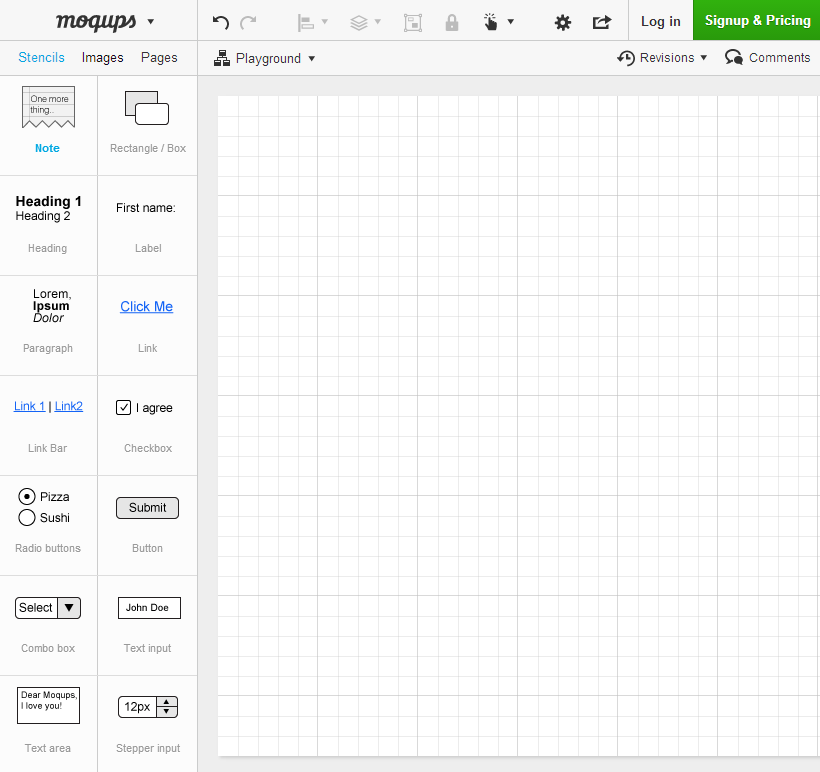 moqups
Log in
Signup & Pricing
Stencils
Images
Pages
Playground
Revisions
Comments
One more
thing..
Note
Rectangle / Box
Heading 1
Heading 2
Heading
First name:
Label
Lorem,
Ipsum
Dolor
Paragraph
Click Me
Link
Link 1 | Link2
Link Bar
I agree
Checkbox
Pizza
Sushi
Radio buttons
Submit
Button
Select
Combo box
John Doe
Text input
Dear Moqups,
I love you!
Text area
12px
Stepper input